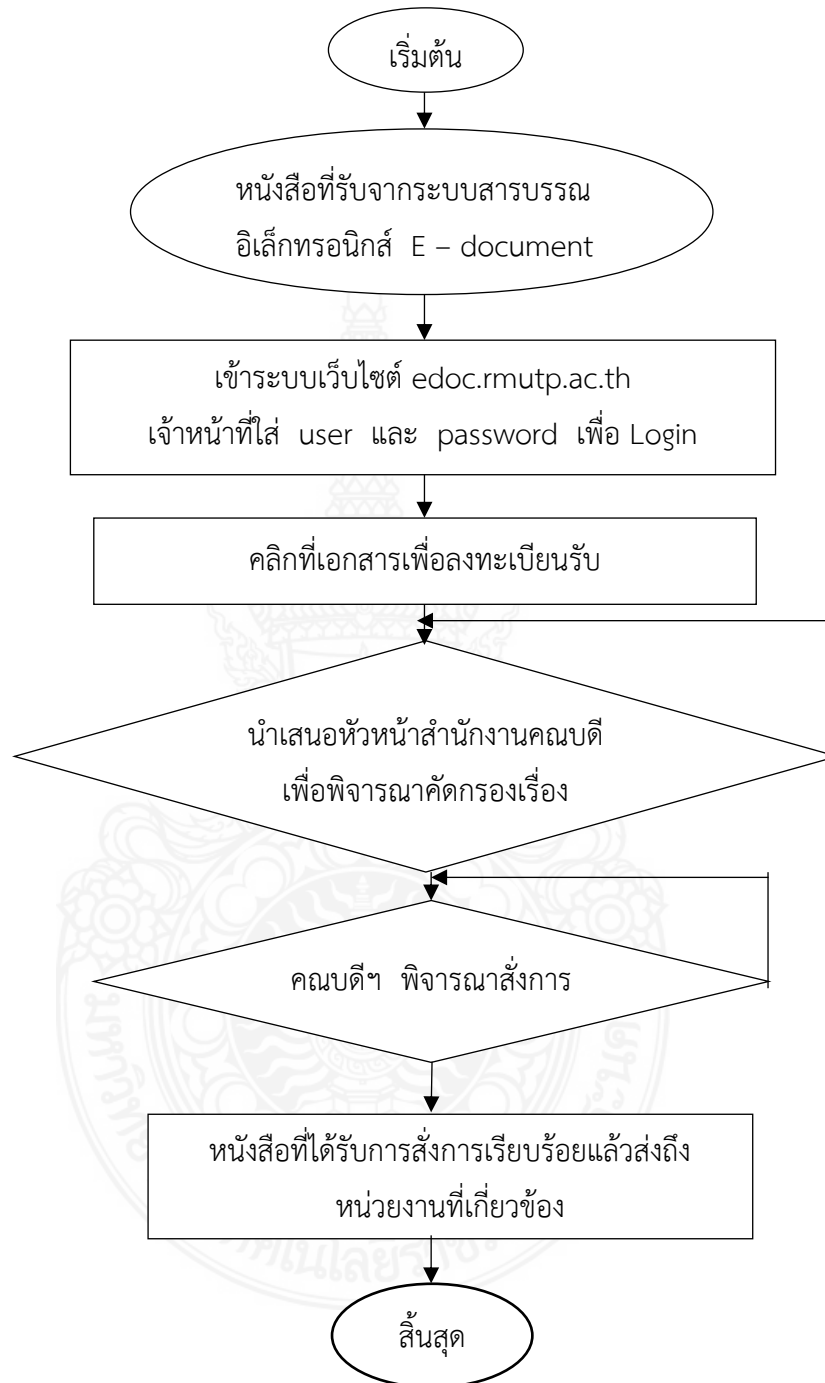 เริ่มต้น
หนังสือที่รับจากระบบสารบรรณ
อิเล็กทรอนิกส์ E – document
เข้าระบบเว็บไซต์ edoc.rmutp.ac.th
เจ้าหน้าที่ใส่ user และ password เพื่อ Login
คลิกที่เอกสารเพื่อลงทะเบียนรับ
นำเสนอหัวหน้าสำนักงานคณบดี
เพื่อพิจารณาคัดกรองเรื่อง
คณบดีฯ พิจารณาสั่งการ
หนังสือที่ได้รับการสั่งการเรียบร้อยแล้วส่งถึง
หน่วยงานที่เกี่ยวข้อง
สิ้นสุด